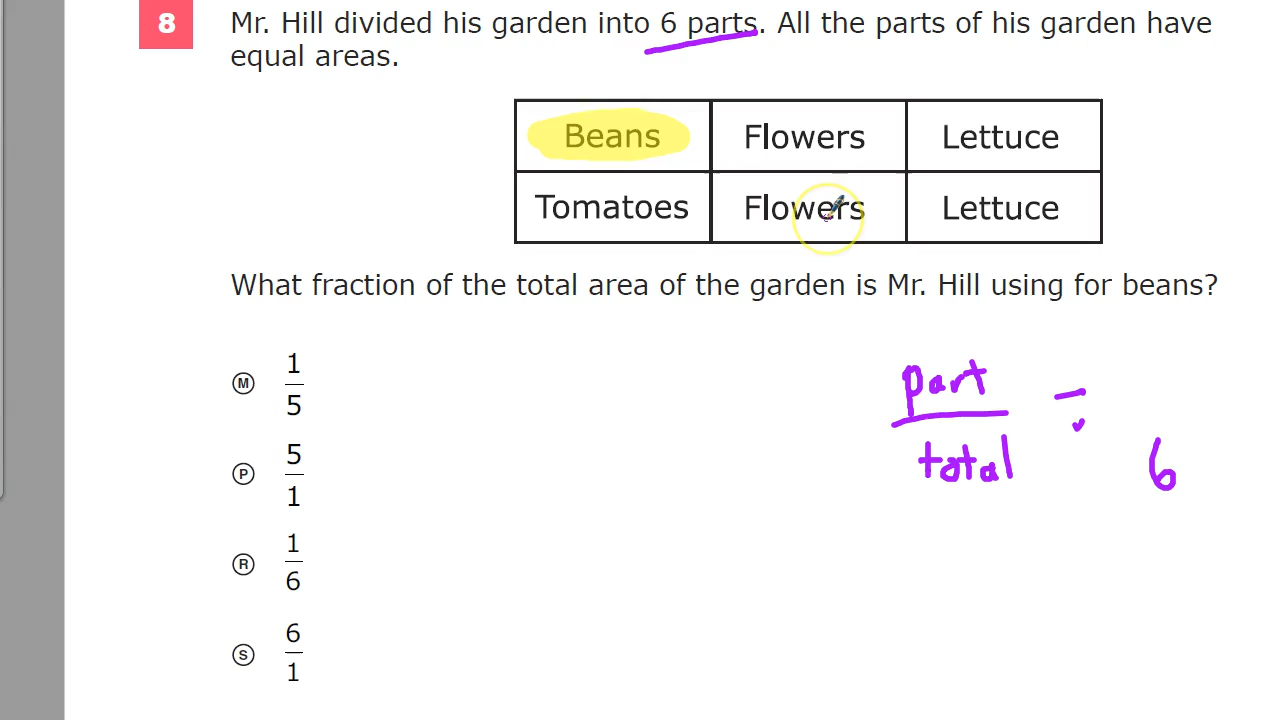 8
Mr. Hill divided his garden into 6 parts. All the parts of his garden have
equal areas.
Beans Flowers Lettuce
Tomatoes Flowers Lettuce
What fraction of the total area of the garden is Mr. Hill using for beans?
M 1/5
P 5/1
R 1/6
S 6/1
part
total
6